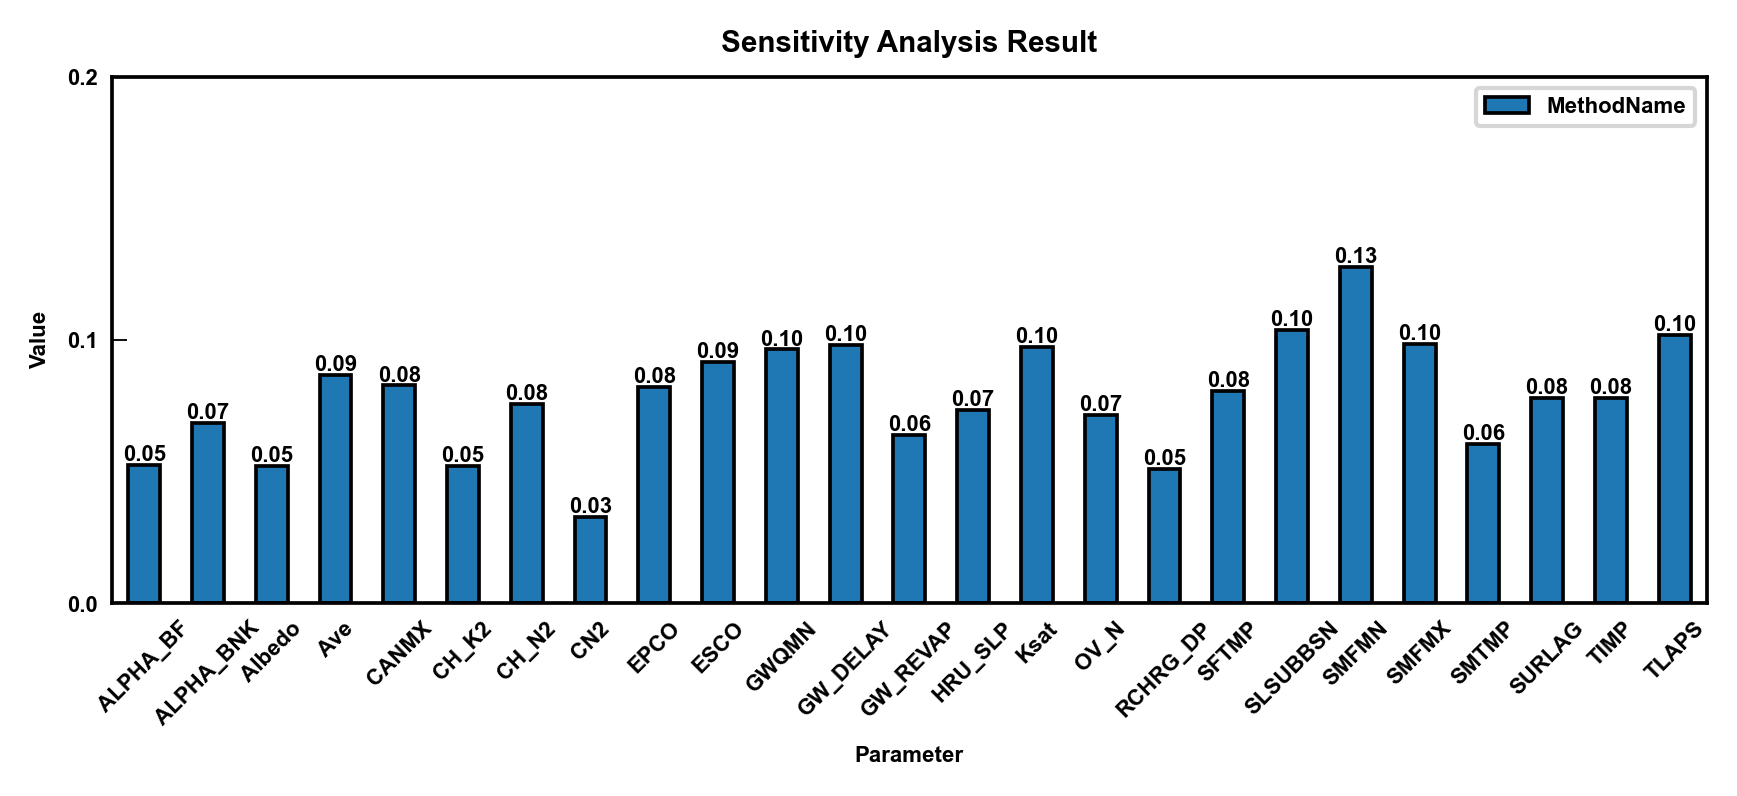 Sensitivity Analysis Result
0.2
MethodName
0.1
0.0
Value
0.05
0.07
0.05
0.09
0.08
0.05
0.08
0.03
0.08
0.09
0.10
0.10
0.06
0.07
0.10
0.07
0.05
0.08
0.10
0.13
0.10
0.06
0.08
0.08
0.10
ALPHA_BF
ALPHA_BNK
Albedo
Ave
CANMX
CH_K2
CH_N2
CN2
EPCO
ESCO
GWQMN
GW_DELAY
GW_REVAP
HRU_SLP
Ksat
OV_N
RCHRG_DP
SFTMP
SLSUBBSN
SMFMN
SMFMX
SMTMP
SURLAG
TIMP
TLAPS
Parameter